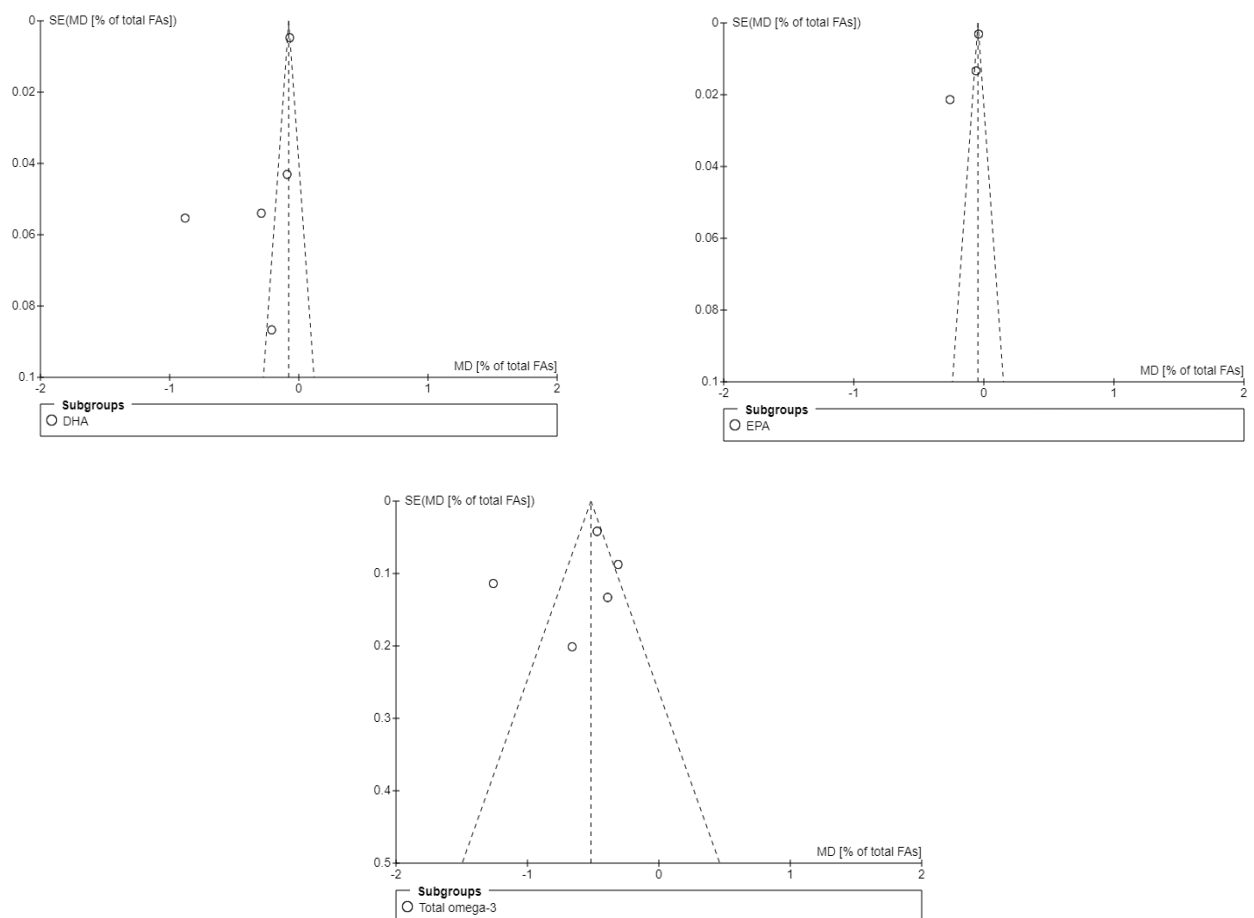 0 SE(MD [% of total FAs])
0.02
0.04
0.06
0.08
0.1
MD [% of total FAs]
-2 -1 0 1 2
Subgroups
DHA
0 SE(MD [% of total FAs])
0.02
0.04
0.06
0.08
0.1
MD [% of total FAs]
-2 -1 0 1 2
Subgroups
EPA
0 SE(MD [% of total FAs])
0.1
0.2
0.3
0.4
0.5
MD [% of total FAs]
-2 -1 0 1 2
Subgroups
Total omega-3